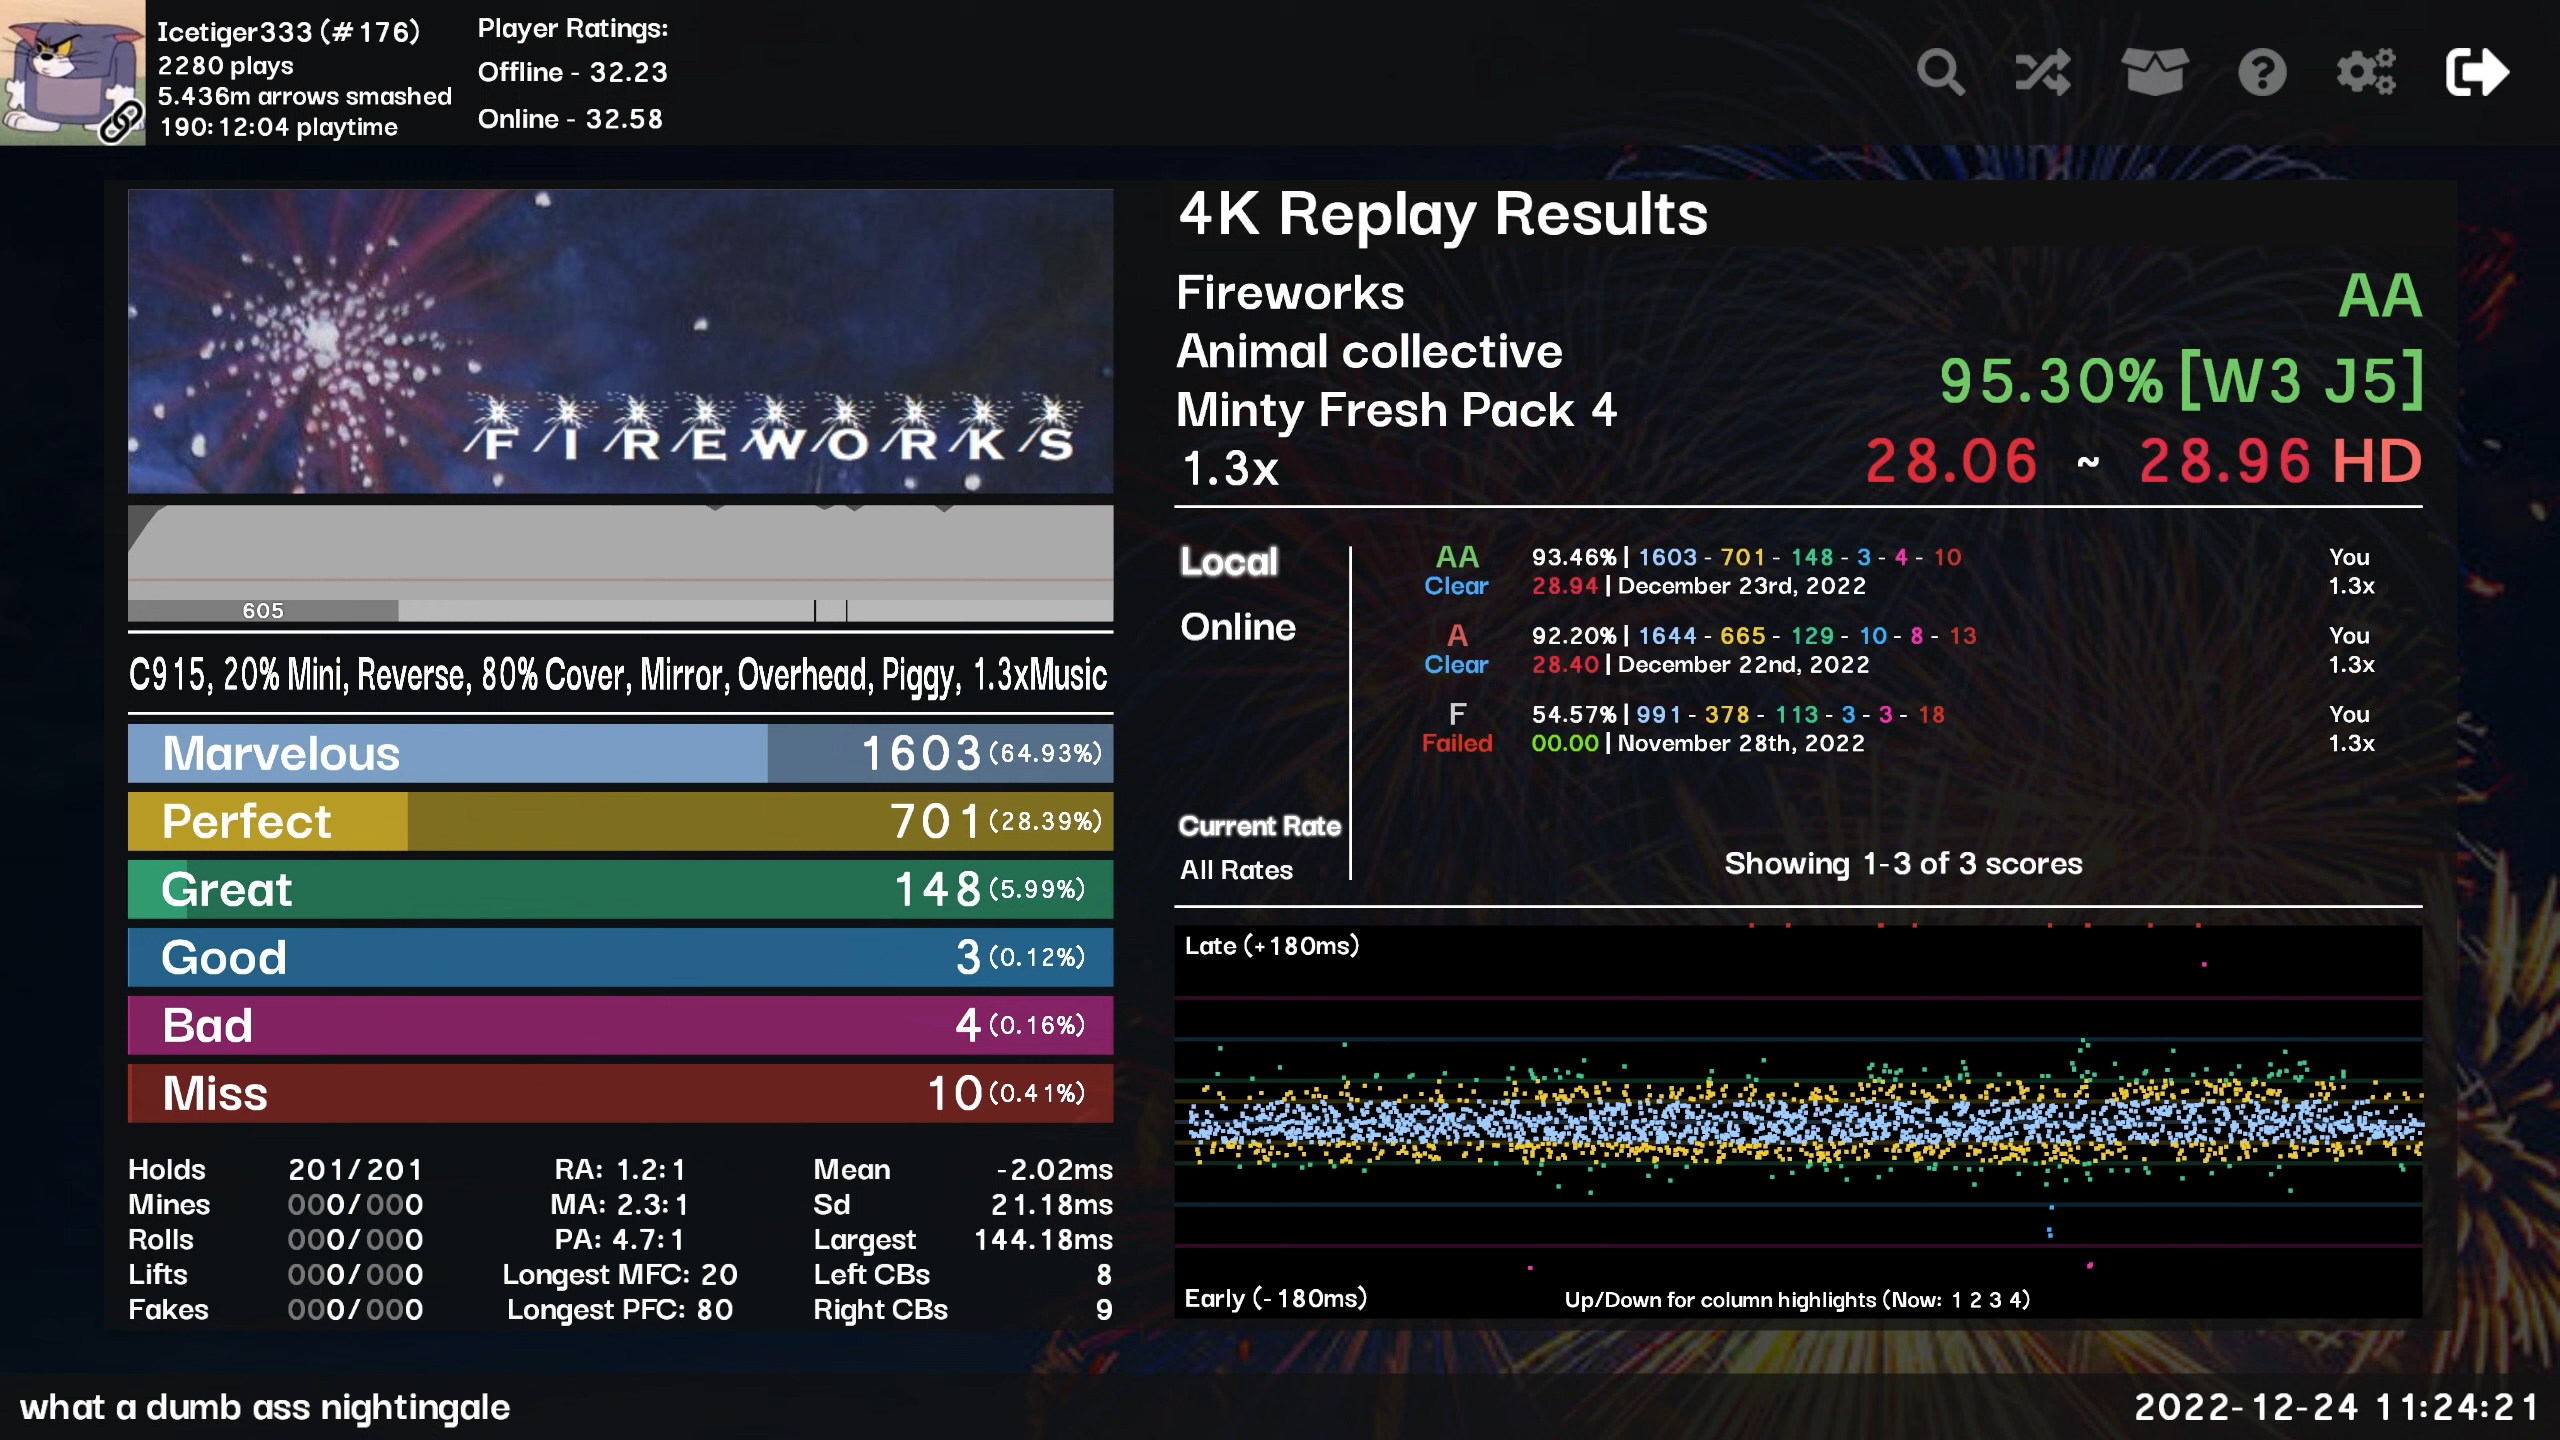 Icetiger333 (#176)
2280 plays
5.436m arrows smashed
190:12:04 playtime
Player Ratings:
Offline - 32.23
Online - 32.58
FIREWORKS
605
C915, 20% Mini, Reverse, 80% Cover, Mirror, Overhead, Piggy, 1.3xMusic
Marvelous 1603 (64.93%)
Perfect 701 (28.39%)
Great 148 (5.99%)
Good 3 (0.12%)
Bad 4 (0.16%)
Miss 10 (0.41%)
Holds 201/201 RA: 1.2:1 Mean -2.02ms
Mines 000/000 MA: 2.3:1 Sd 21.18ms
Rolls 000/000 PA: 4.7:1 Largest 144.18ms
Lifts 000/000 Longest MFC: 20 Left CBs 8
Fakes 000/000 Longest PFC: 80 Right CBs 9
4K Replay Results
Fireworks AA
Animal collective 95.30% [W3 J5]
Minty Fresh Pack 4
1.3x 28.06 ~ 28.96 HD
Local
Online
Current Rate
All Rates
AA 93.46% | 1603 - 701 - 148 - 3 - 4 - 10 You
Clear 28.94 | December 23rd, 2022 1.3x
A 92.20% | 1644 - 665 - 129 - 10 - 8 - 13 You
Clear 28.40 | December 22nd, 2022 1.3x
F 54.57% | 991 - 378 - 113 - 3 - 3 - 18 You
Failed 00.00 | November 28th, 2022 1.3x
Showing 1-3 of 3 scores
Late (+180ms)
Early (-180ms) Up/Down for column highlights (Now: 1 2 3 4)
what a dumb ass nightingale 2022-12-24 11:24:21